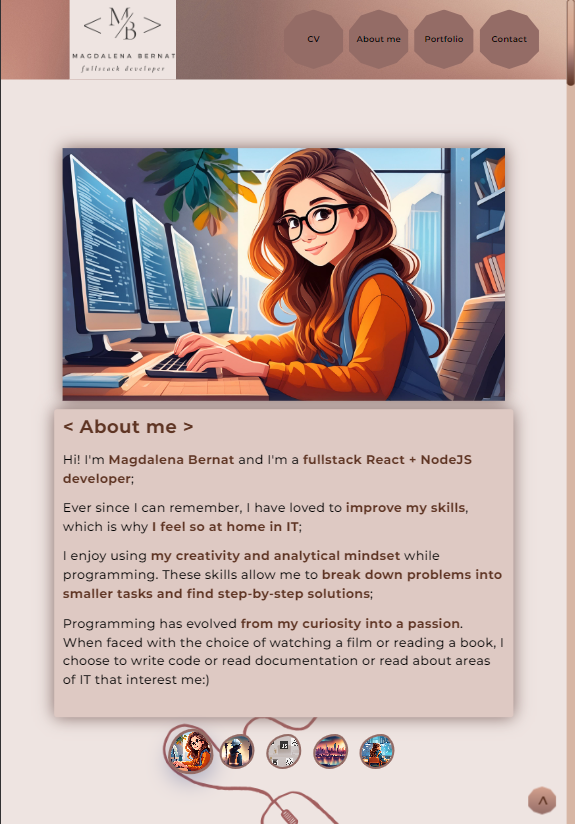 < M/B >
MAGDALENA BERNAT
fullstack developer
CV
About me
Portfolio
Contact
< About me >
Hi! I'm Magdalena Bernat and I'm a fullstack React + NodeJS
developer;
Ever since I can remember, I have loved to improve my skills,
which is why I feel so at home in IT;
I enjoy using my creativity and analytical mindset while
programming. These skills allow me to break down problems into
smaller tasks and find step-by-step solutions;
Programming has evolved from my curiosity into a passion.
When faced with the choice of watching a film or reading a book, I
choose to write code or read documentation or read about areas
of IT that interest me:)
JS